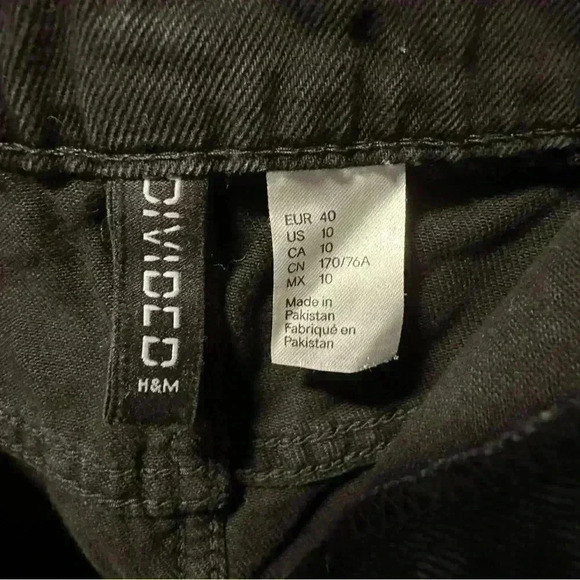 DIVIDED
H&M
EUR 40
US 10
CA 10
CN 170/76A
MX 10
Made in
Pakistan
Fabriqué en
Pakistan